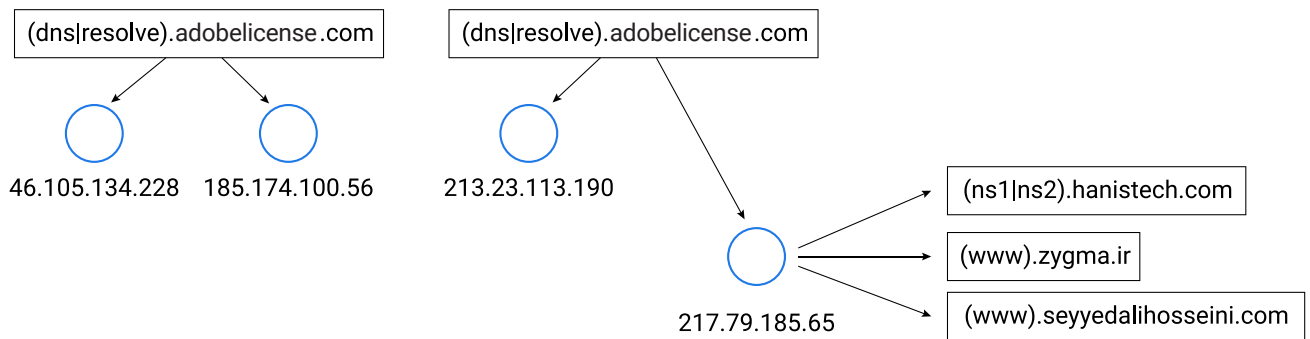 (dns|resolve).adobelicense.com
(dns|resolve).adobelicense.com
46.105.134.228
185.174.100.56
213.23.113.190
(ns1|ns2).hanistech.com
(www).zygma.ir
(www).seyyedalihosseini.com
217.79.185.65